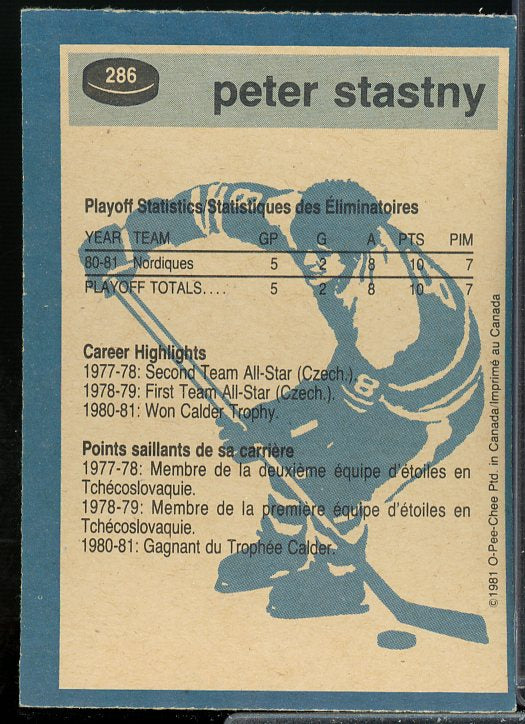 286
peter stastny
Playoff Statistics/Statistiques des Éliminatoires
YEAR TEAM GP G A PTS PIM
80-81 Nordiques 5 2 8 10 7
PLAYOFF TOTALS.... 5 2 8 10 7
Career Highlights
1977-78: Second Team All-Star (Czech.).
1978-79: First Team All-Star (Czech.).
1980-81: Won Calder Trophy.
Points saillants de sa carrière
1977-78: Membre de la deuxième équipe d'étoiles en
Tchécoslovaquie.
1978-79: Membre de la première équipe d'étoiles en
Tchécoslovaquie.
1980-81: Gagnant du Trophée Calder.
©1981 O-Pee-Chee Ptd. in Canada/Imprimé au Canada
8